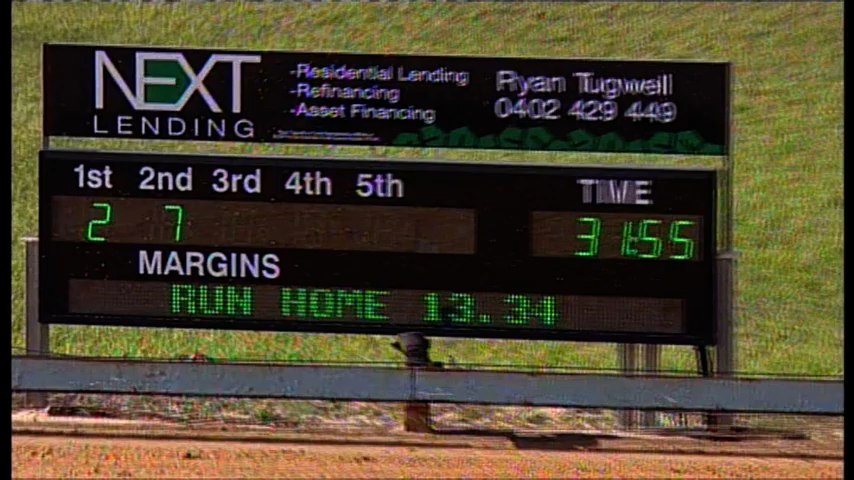 NEXT
LENDING
-Residential Lending
-Refinancing
-Asset Financing
Ryan Tugwell
0402 429 449
1st 2nd 3rd 4th 5th TIME
2 7 31:55
MARGINS
RUN HOME 13.34